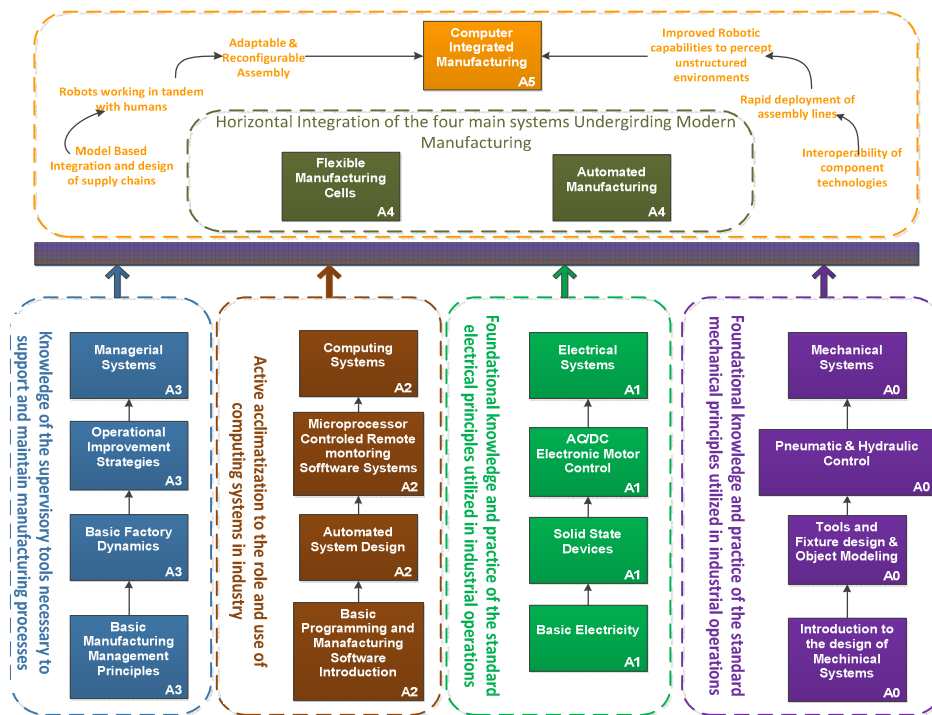 Computer
Integrated
Manufacturing
A5
Adaptable &
Reconfigurable
Assembly
Robots working in tandem
with humans
Model Based
Integration and design
of supply chains
Improved Robotic
capabilities to percept
unstructured
environments
Rapid deployment of
assembly lines
Interoperability of
component
technologies
Horizontal Integration of the four main systems Undergirding Modern
Manufacturing
Flexible
Manufacturing
Cells
A4
Automated
Manufacturing
A4
Knowledge of the supervisory tools necessary to
support and maintain manufacturing processes
Managerial
Systems
A3
Operational
Improvement
Strategies
A3
Basic Factory
Dynamics
A3
Basic
Manufacturing
Management
Principles
A3
Active acclimatization to the role and use of
computing systems in industry
Computing
Systems
A2
Microprocessor
Controled Remote
montoring
Sofftware Systems
A2
Automated
System Design
A2
Basic
Programming and
Manufacturing
Software
Introduction
A2
Foundational knowledge and practice of the standard
electrical principles utilized in industrial operations
Electrical
Systems
A1
AC/DC
Electronic Motor
Control
A1
Solid State
Devices
A1
Basic Electricity
A1
Foundational knowledge and practice of the standard
mechanical principles utilized in industrial operations
Mechanical
Systems
A0
Pneumatic & Hydraulic
Control
A0
Tools and
Fixture design &
Object Modeling
A0
Introduction to
the design of
Mechinical
Systems
A0